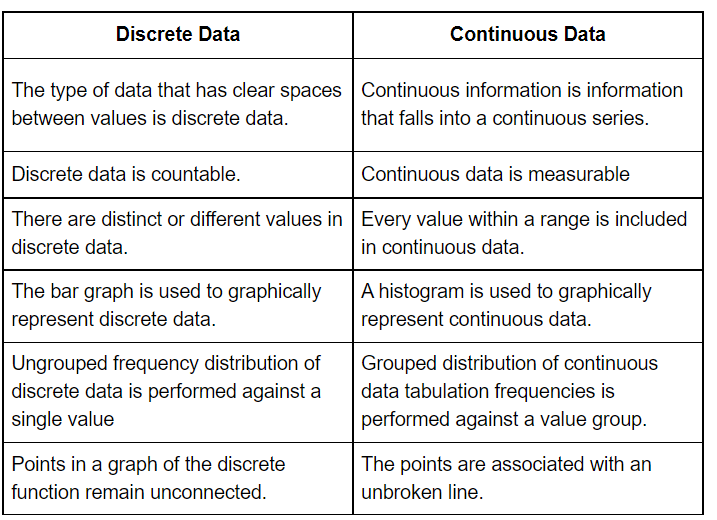 Discrete Data
Continuous Data
The type of data that has clear spaces
between values is discrete data.
Continuous information is information
that falls into a continuous series.
Discrete data is countable.
Continuous data is measurable
There are distinct or different values in
discrete data.
Every value within a range is included
in continuous data.
The bar graph is used to graphically
represent discrete data.
A histogram is used to graphically
represent continuous data.
Ungrouped frequency distribution of
discrete data is performed against a
single value
Grouped distribution of continuous
data tabulation frequencies is
performed against a value group.
Points in a graph of the discrete
function remain unconnected.
The points are associated with an
unbroken line.